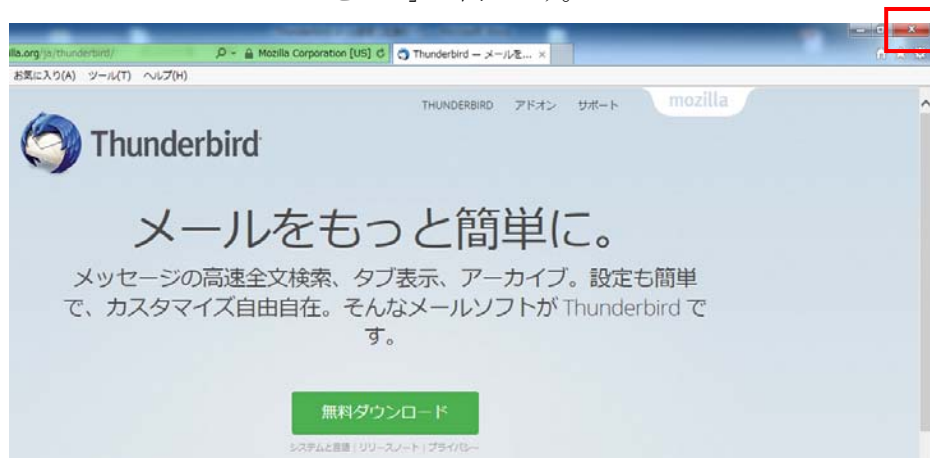 illa.org/ja/thunderbird/
Mozilla Corporation [US]
Thunderbird — メールを... ×
お気に入り(A) ツール(T) ヘルプ(H)
THUNDERBIRD アドオン サポート mozilla
Thunderbird
メールをもっと簡単に。
メッセージの高速全文検索、タブ表示、アーカイブ。設定も簡単
で、カスタマイズ自由自在。そんなメールソフトが Thunderbird で
す。
無料ダウンロード
システムと言語 | リリースノート | プライバシー